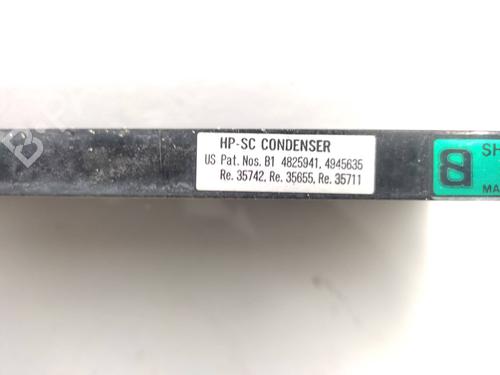 HP-SC CONDENSER
US Pat. Nos. B1 4825941, 4945635
Re. 35742, Re. 35655, Re. 35711
SH
MA